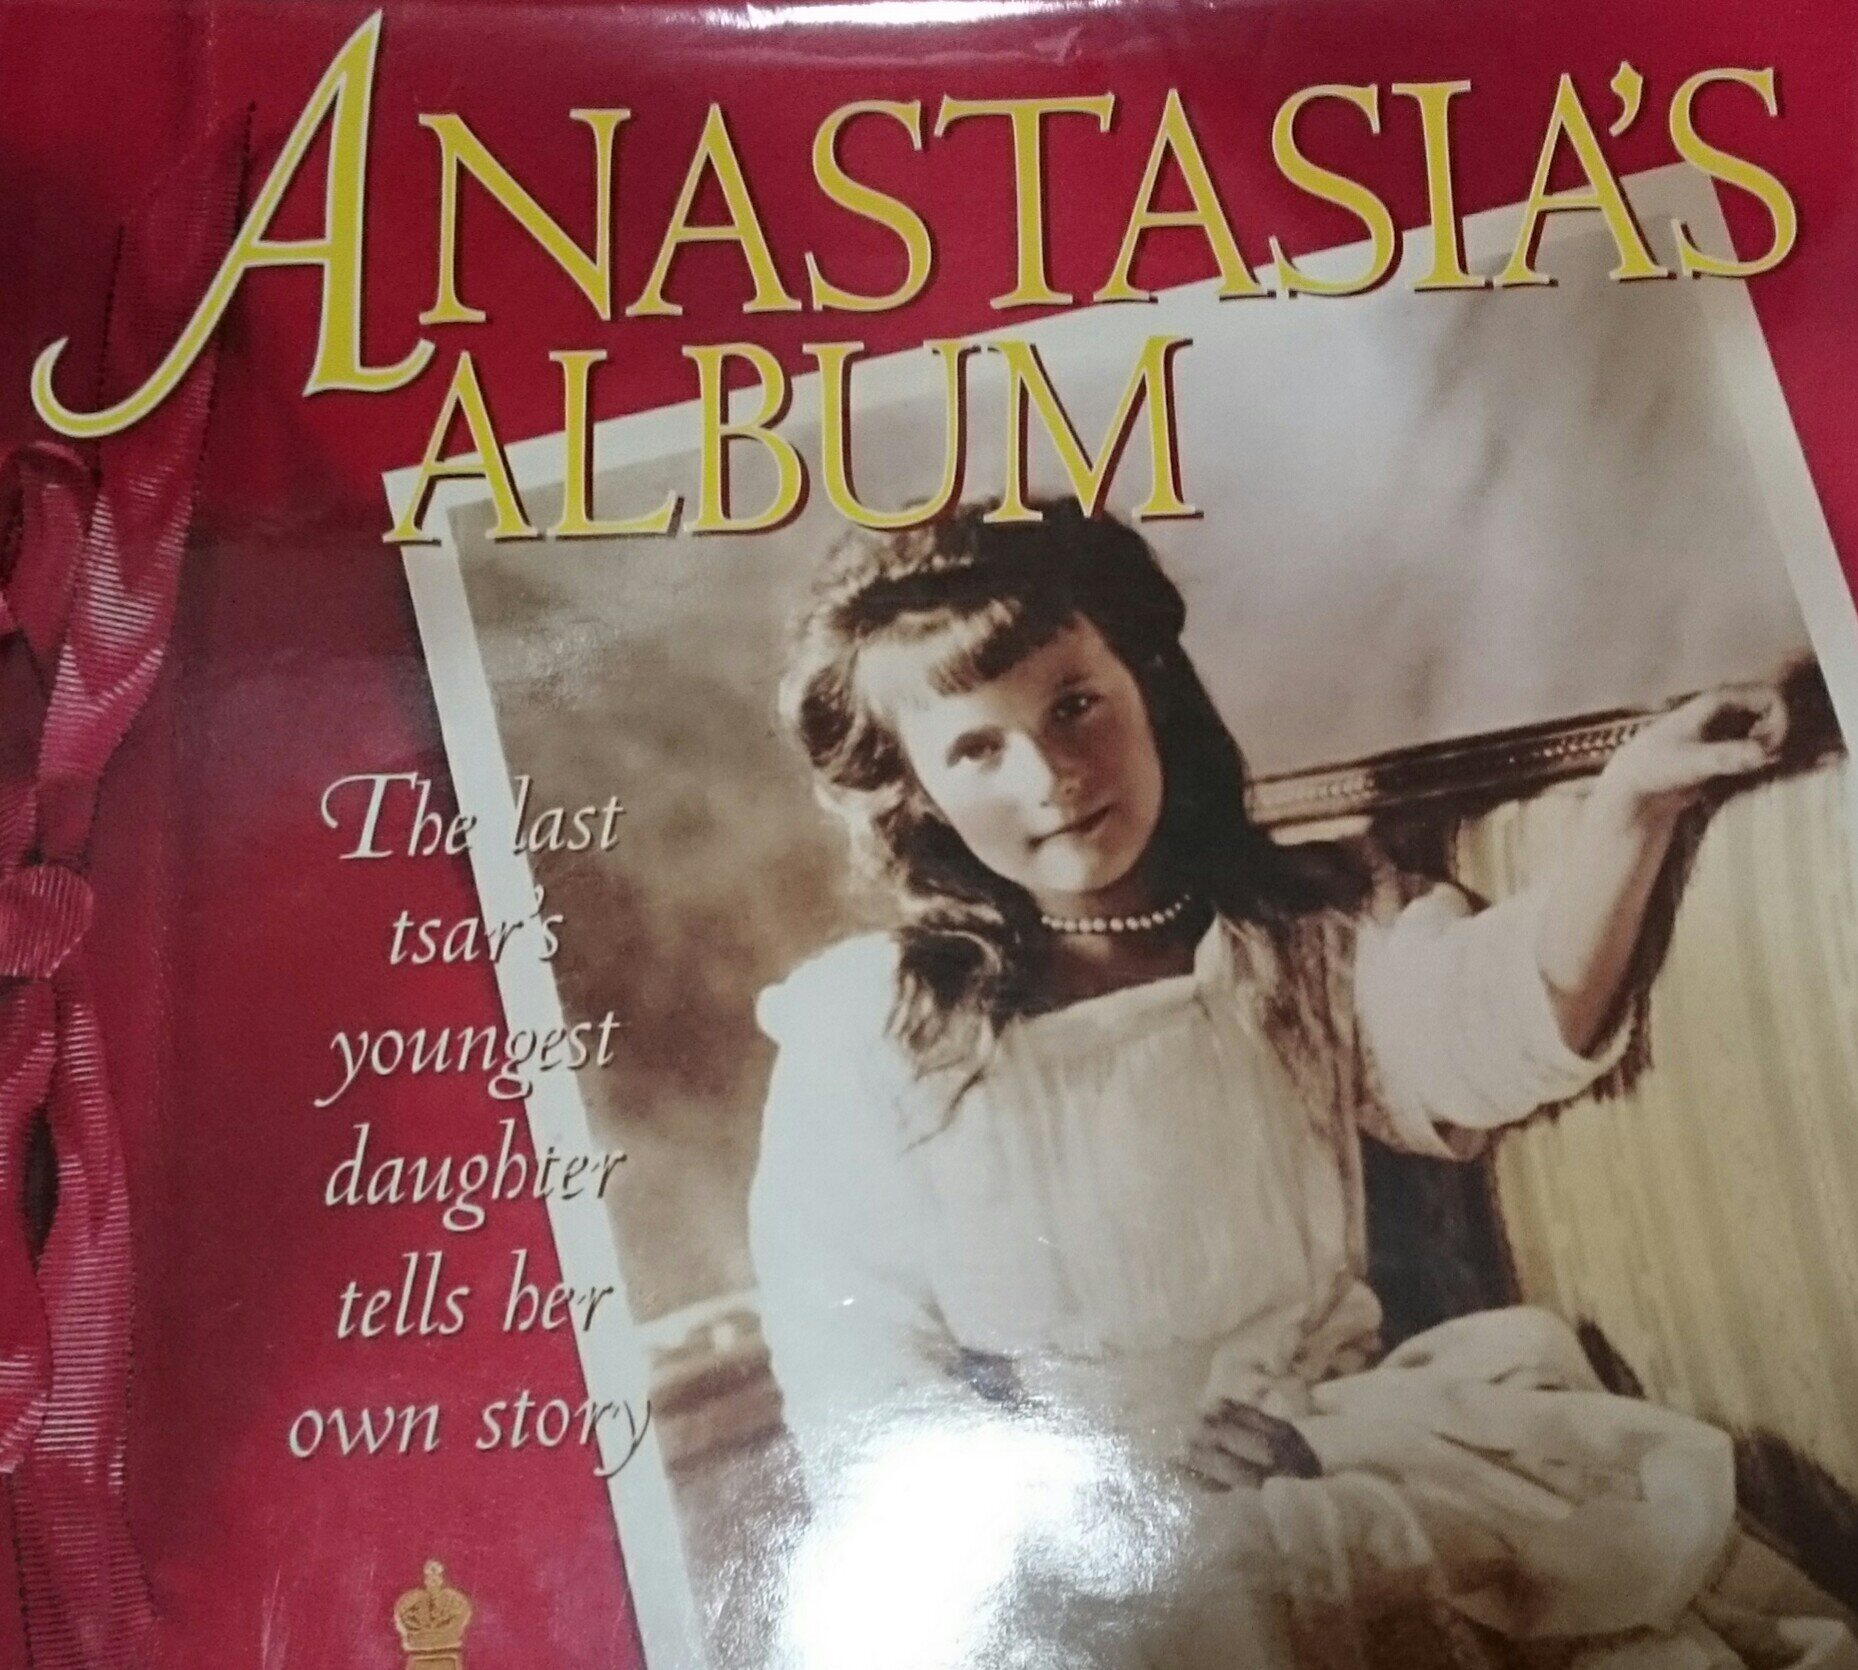 ANASTASIA'S
ALBUM
The last
tsar's
youngest
daughter
tells her
own story